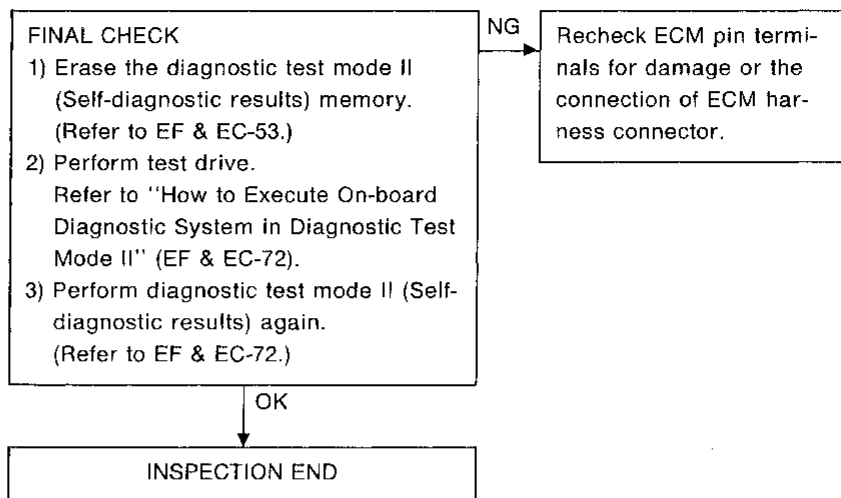 FINAL CHECK
1) Erase the diagnostic test mode II
(Self-diagnostic results) memory.
(Refer to EF & EC-53.)
2) Perform test drive.
Refer to "How to Execute On-board
Diagnostic System in Diagnostic Test
Mode II" (EF & EC-72).
3) Perform diagnostic test mode II (Self-
diagnostic results) again.
(Refer to EF & EC-72.)
NG
Recheck ECM pin termi-
nals for damage or the
connection of ECM har-
ness connector.
OK
INSPECTION END